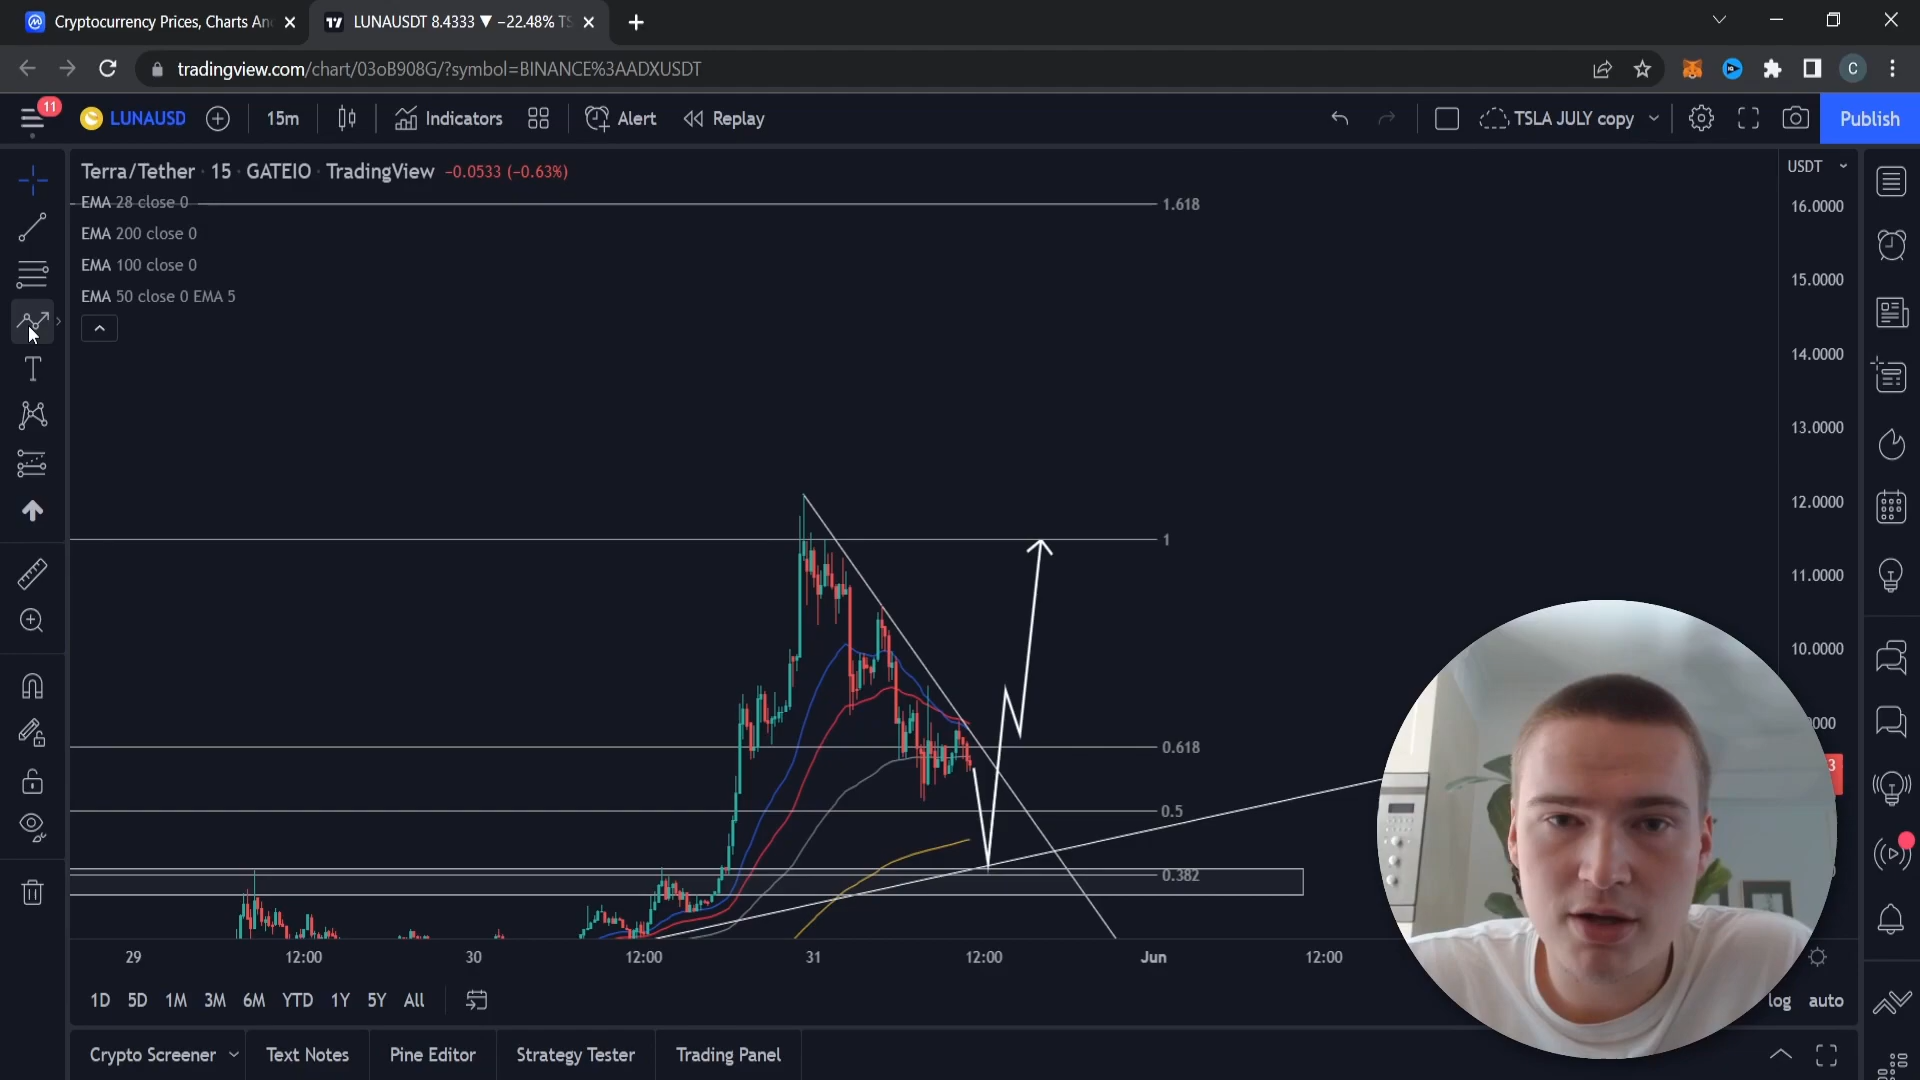 Cryptocurrency Prices, Charts An
LUNAUSDT 8.4333 ▼ −22.48% TS
tradingview.com/chart/03oB908G/?symbol=BINANCE%3AADXUSDT
C
11
LUNAUSD
15m
Indicators
Alert
Replay
TSLA JULY copy
Publish
Terra/Tether · 15 · GATEIO · TradingView −0.0533 (−0.63%)
USDT
EMA 28 close 0
EMA 200 close 0
EMA 100 close 0
EMA 50 close 0 EMA 5
1.618
1
0.618
0.5
0.382
16.0000
15.0000
14.0000
13.0000
12.0000
11.0000
10.0000
000
3
29
12:00
30
12:00
31
12:00
Jun
12:00
1D 5D 1M 3M 6M YTD 1Y 5Y All
log auto
Crypto Screener
Text Notes
Pine Editor
Strategy Tester
Trading Panel